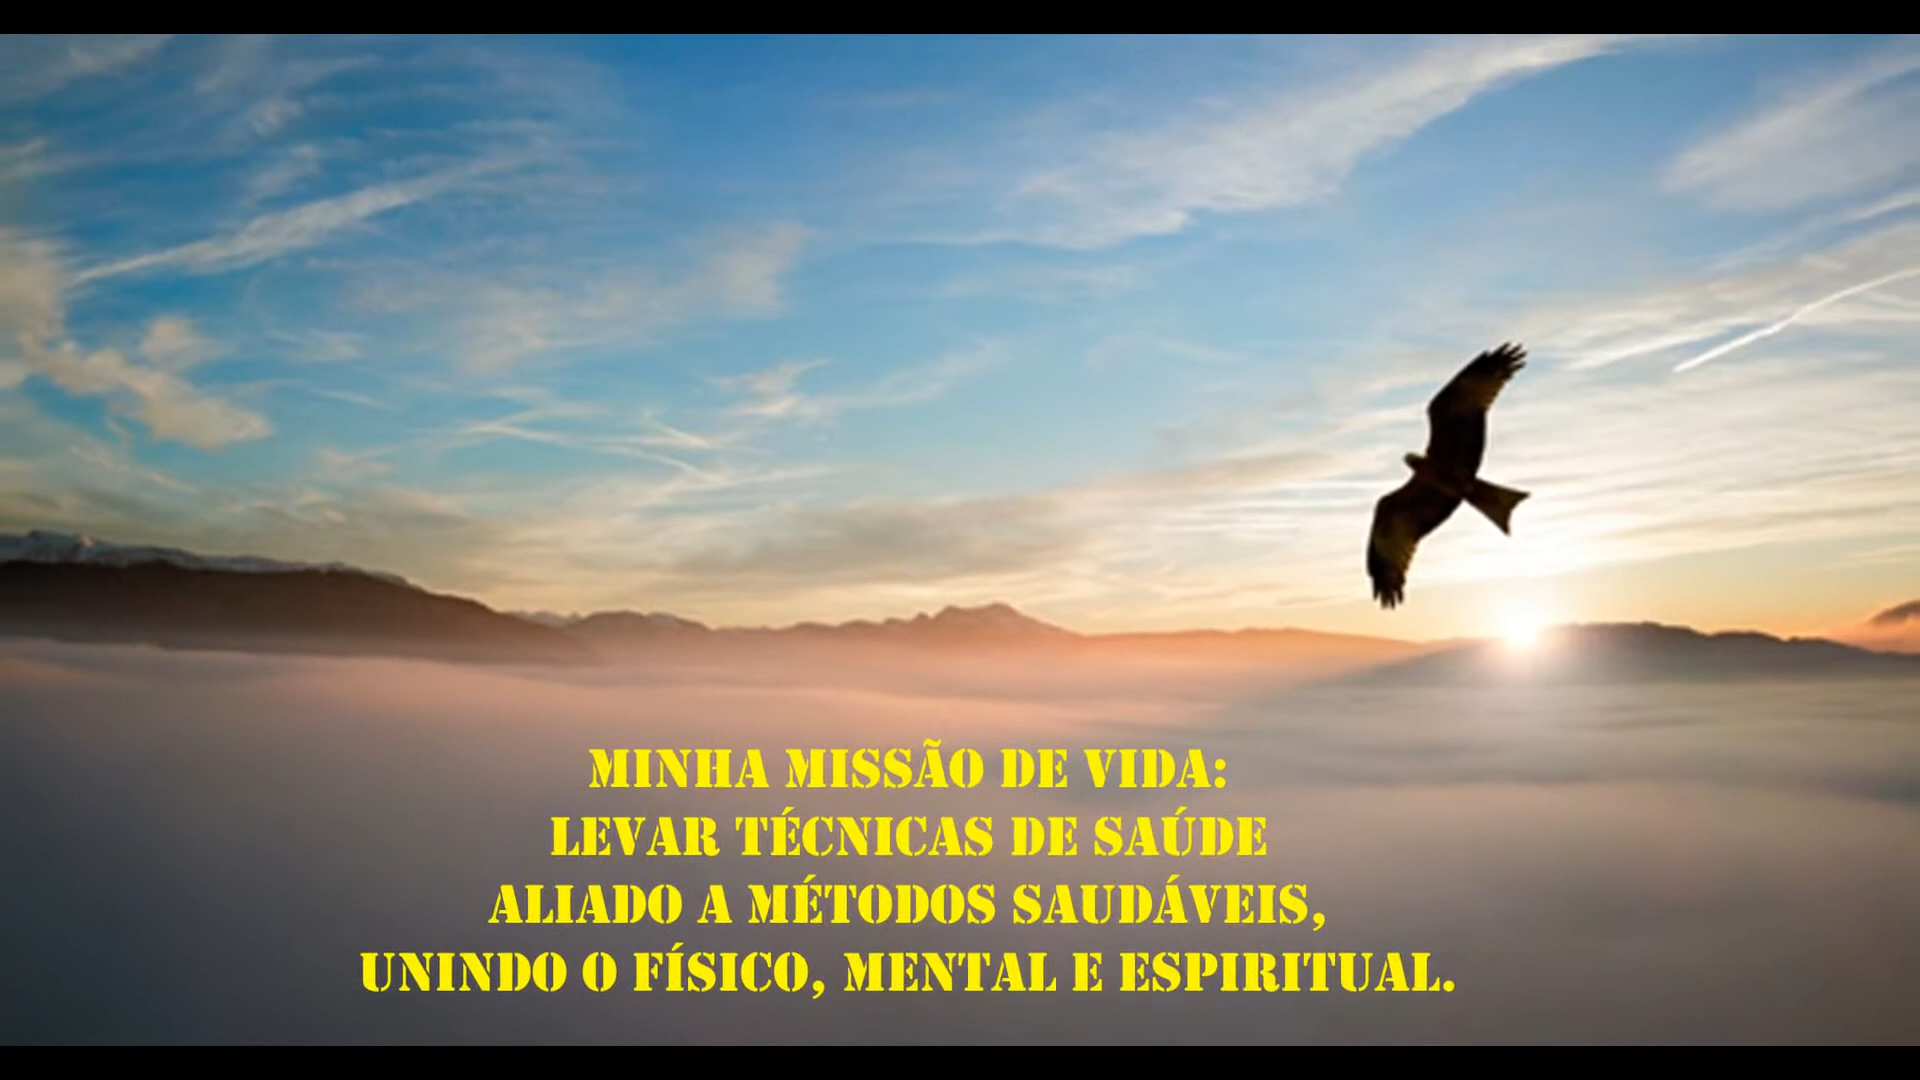 MINHA MISSÃO DE VIDA:
LEVAR TÉCNICAS DE SAÚDE
ALIADO A MÉTODOS SAUDÁVEIS,
UNINDO O FÍSICO, MENTAL E ESPIRITUAL.